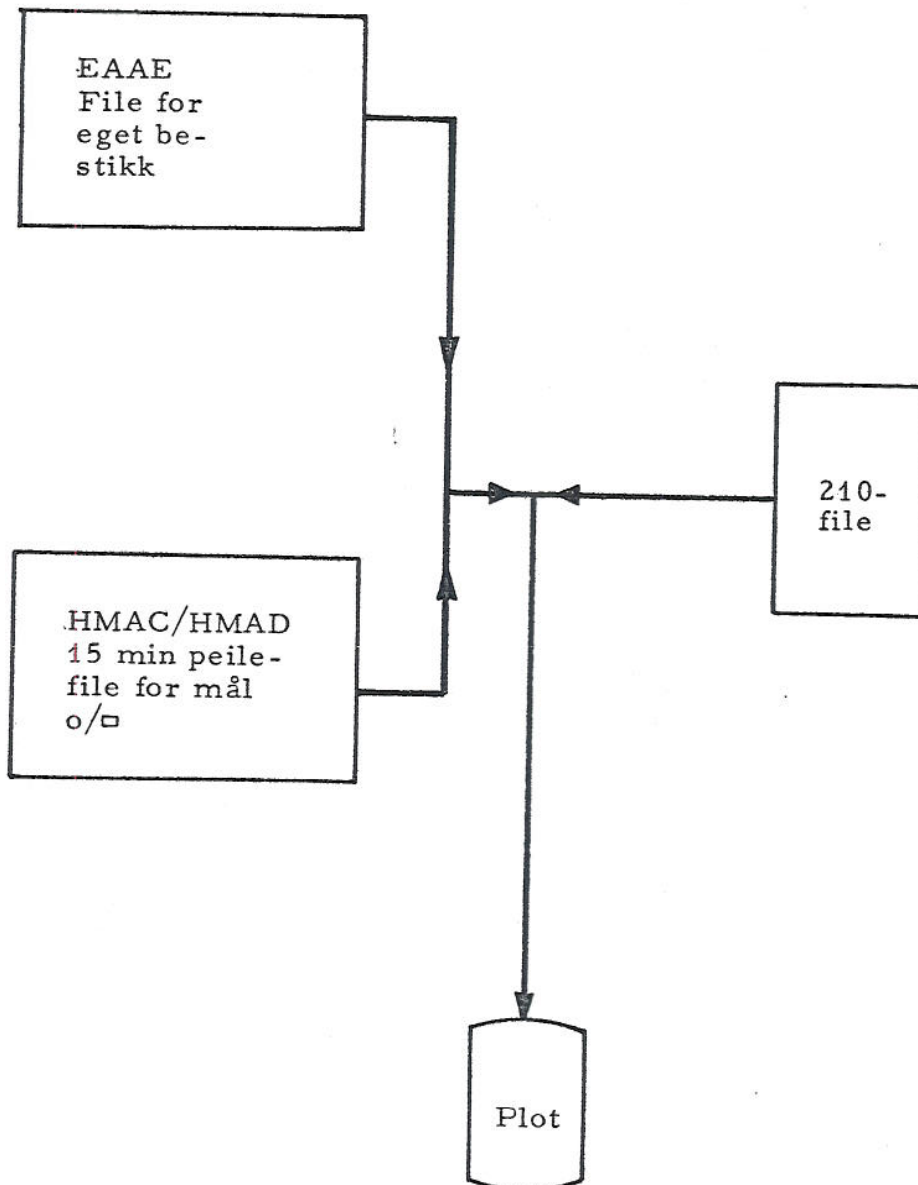 EAAE
File for
eget be-
stikk
210-
file
HMAC/HMAD
15 min peile-
file for mål
o/▭
Plot